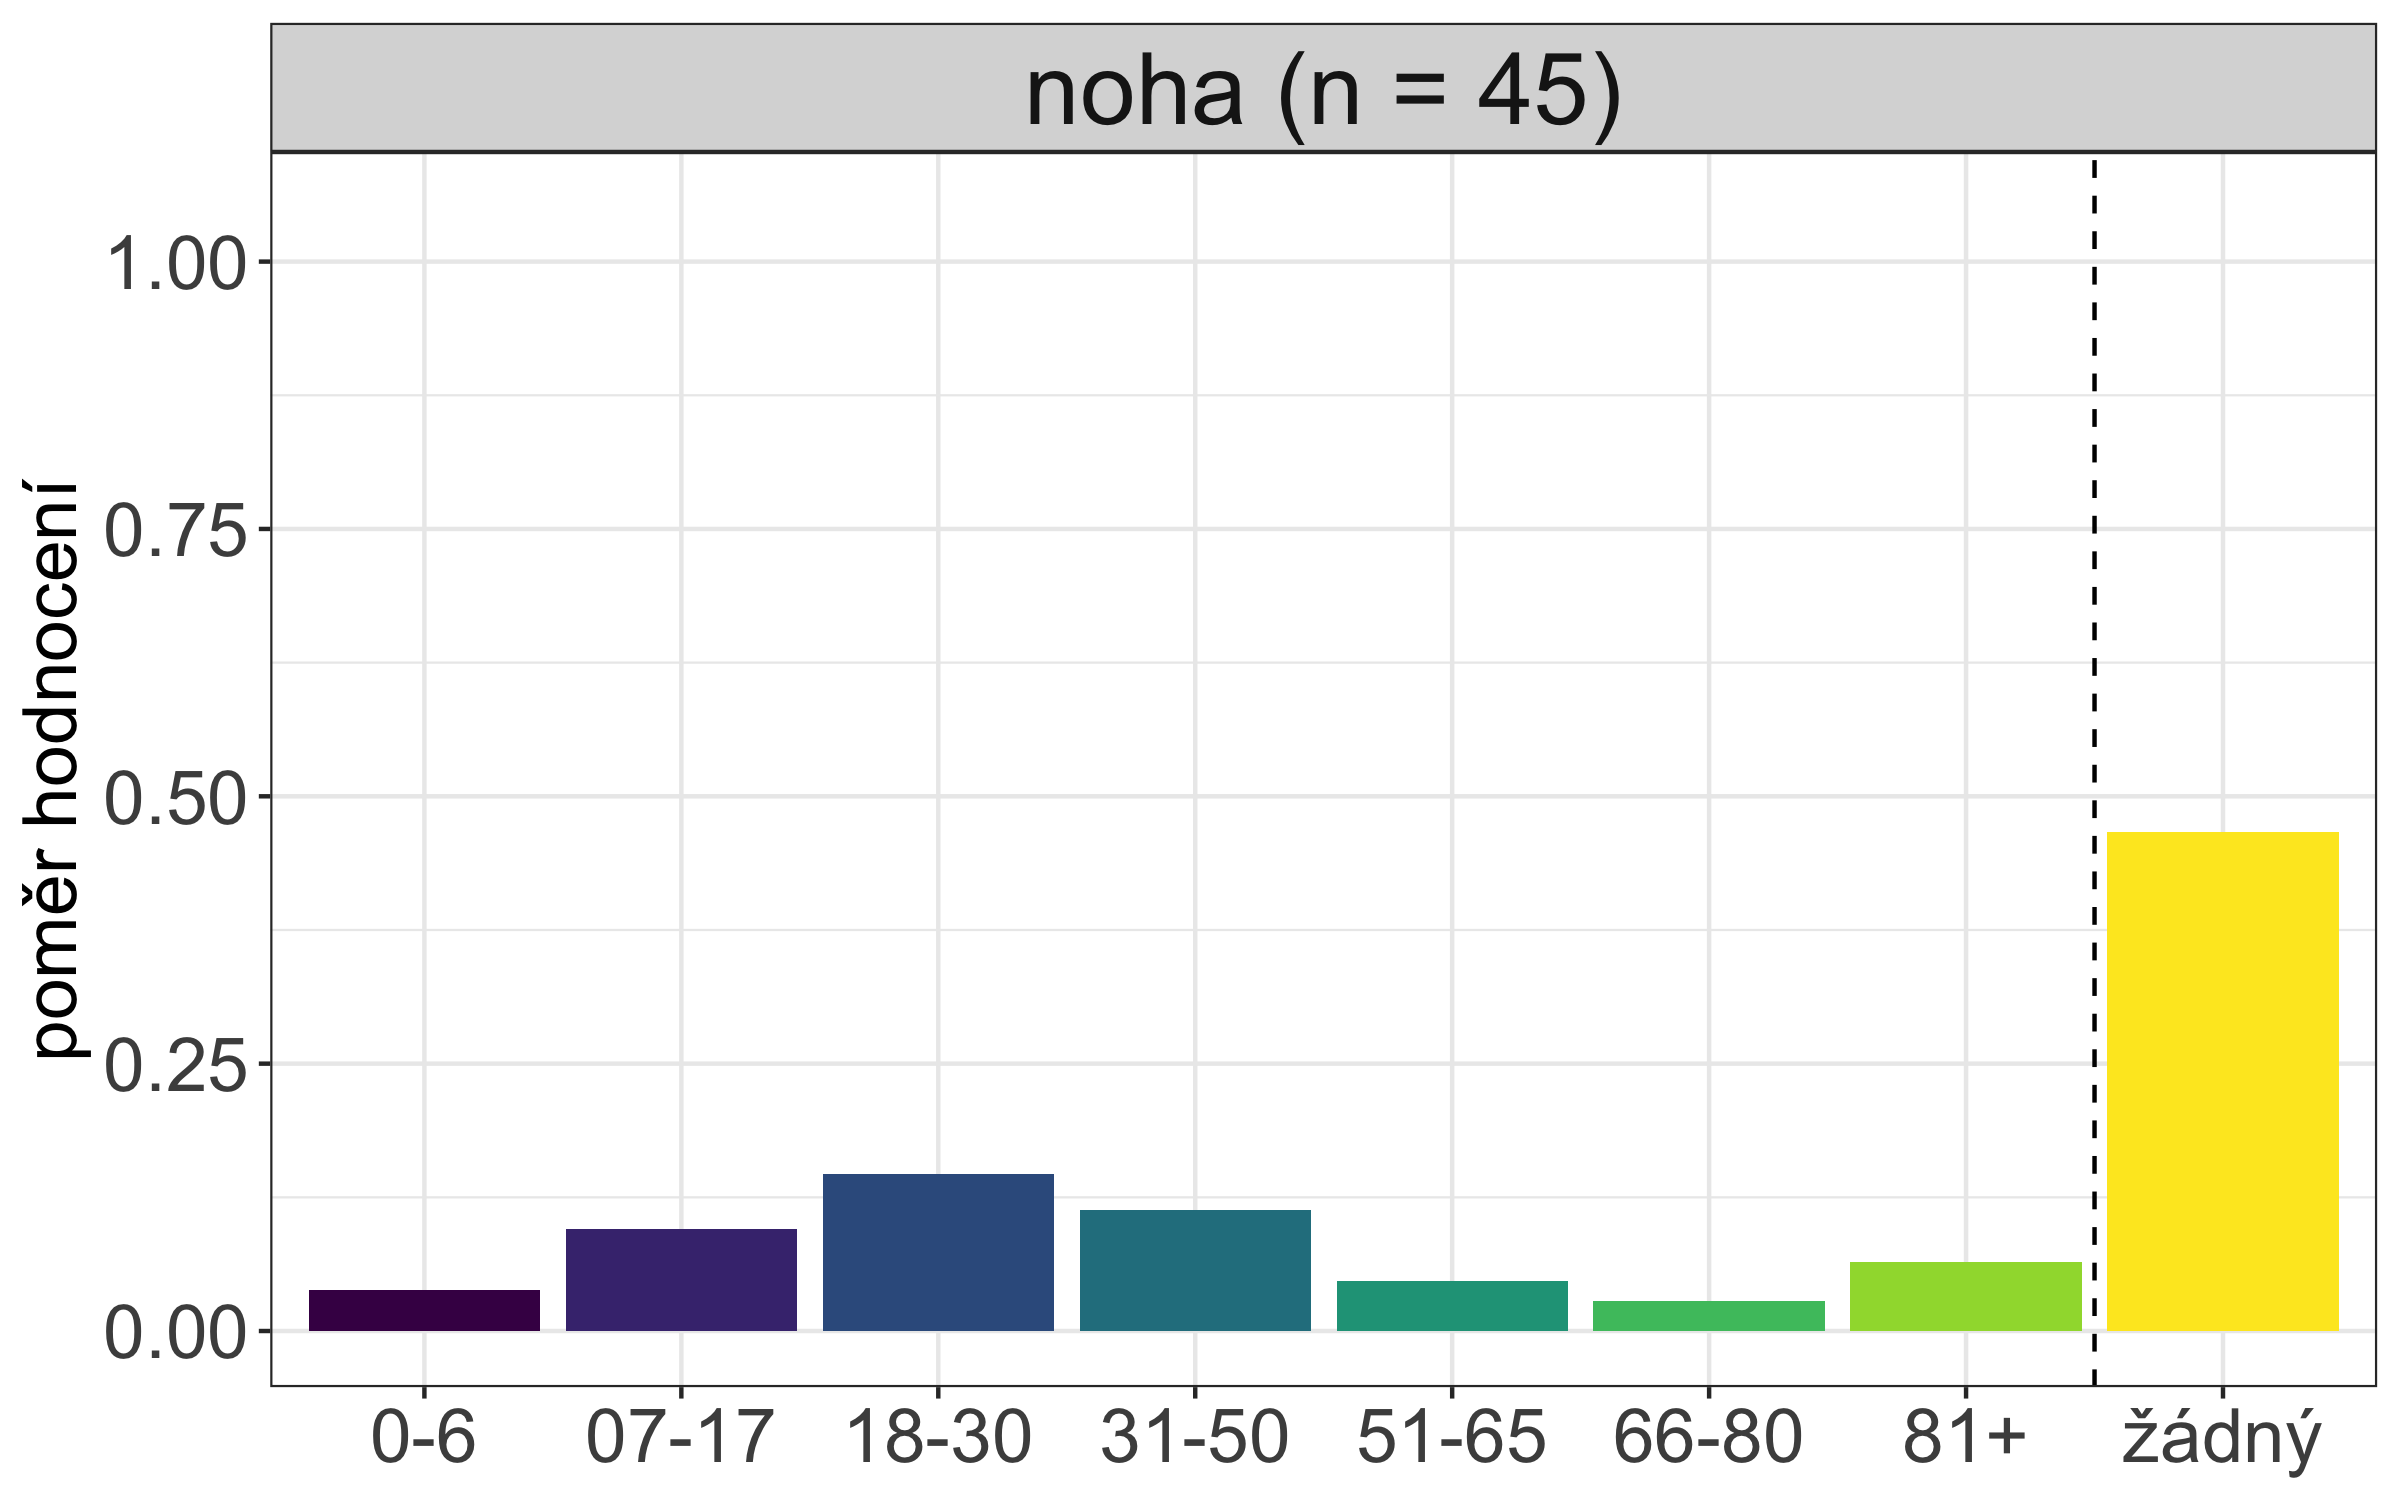 noha (n = 45)
poměr hodnocení
1.00
0.75
0.50
0.25
0.00
0-6 07-17 18-30 31-50 51-65 66-80 81+ žádný